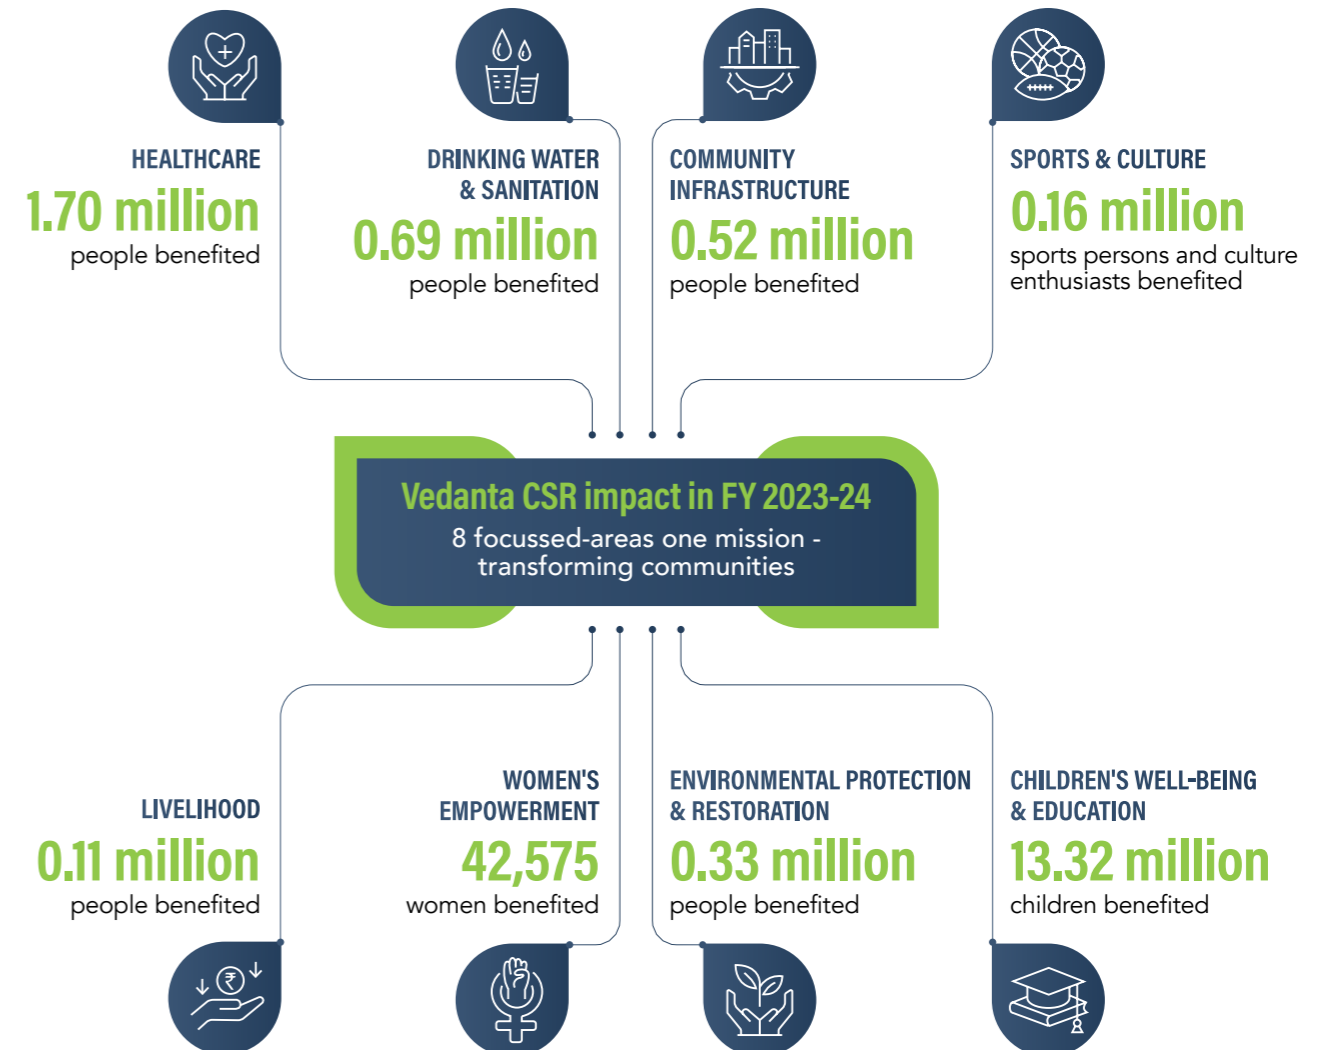 HEALTHCARE
1.70 million
people benefited
DRINKING WATER
& SANITATION
0.69 million
people benefited
COMMUNITY
INFRASTRUCTURE
0.52 million
people benefited
SPORTS & CULTURE
0.16 million
sports persons and culture
enthusiasts benefited
Vedanta CSR impact in FY 2023-24
8 focussed-areas one mission -
transforming communities
LIVELIHOOD
0.11 million
people benefited
₹
WOMEN'S
EMPOWERMENT
42,575
women benefited
ENVIRONMENTAL PROTECTION
& RESTORATION
0.33 million
people benefited
CHILDREN'S WELL-BEING
& EDUCATION
13.32 million
children benefited